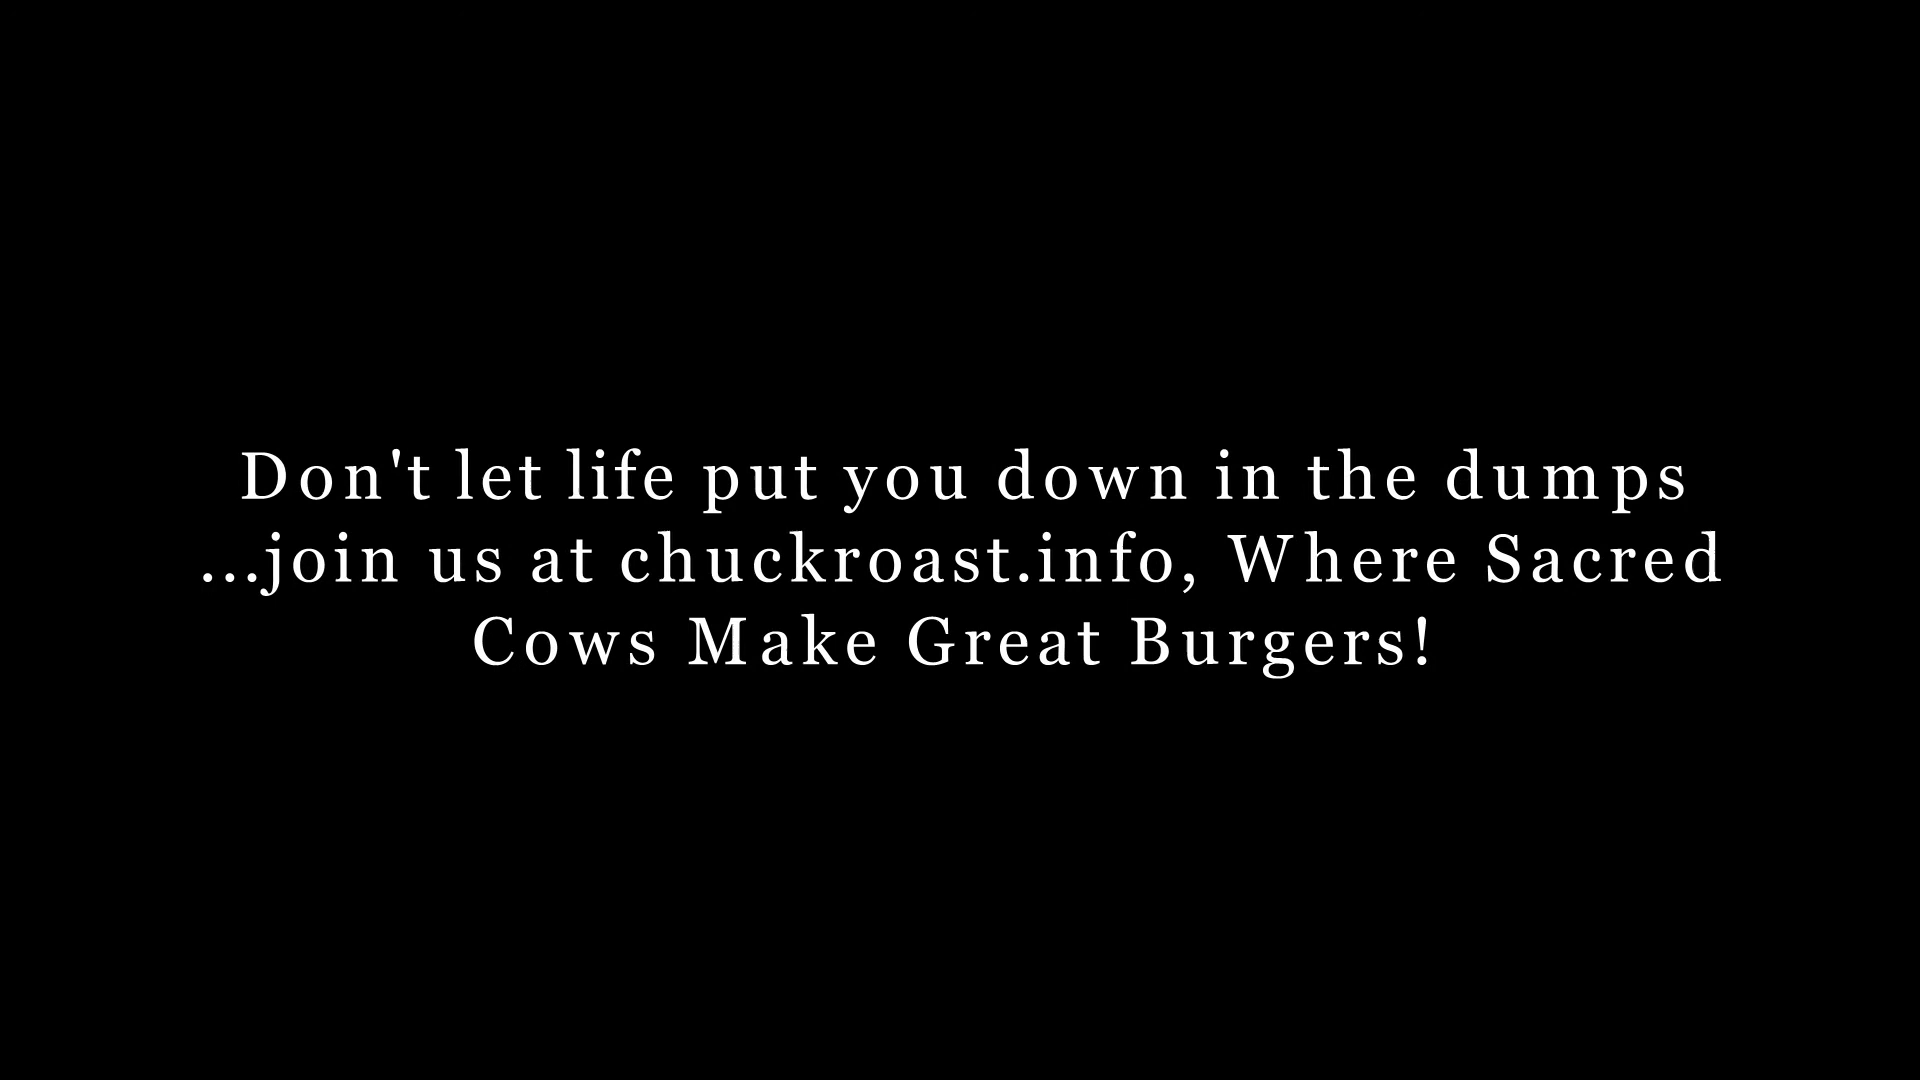 Don't let life put you down in the dumps
...join us at chuckroast.info, Where Sacred
Cows Make Great Burgers!